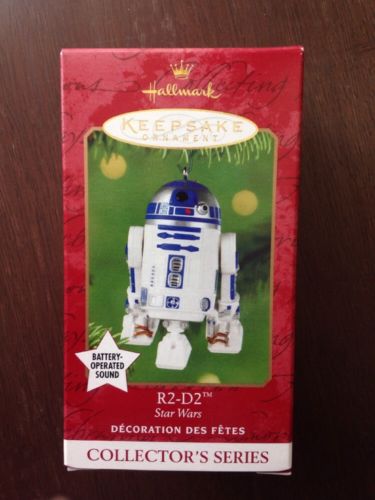 Hallmark
KEEPSAKE
ORNAMENT
BATTERY-
OPERATED
SOUND
R2-D2™
Star Wars
DÉCORATION DES FÊTES
COLLECTOR'S SERIES